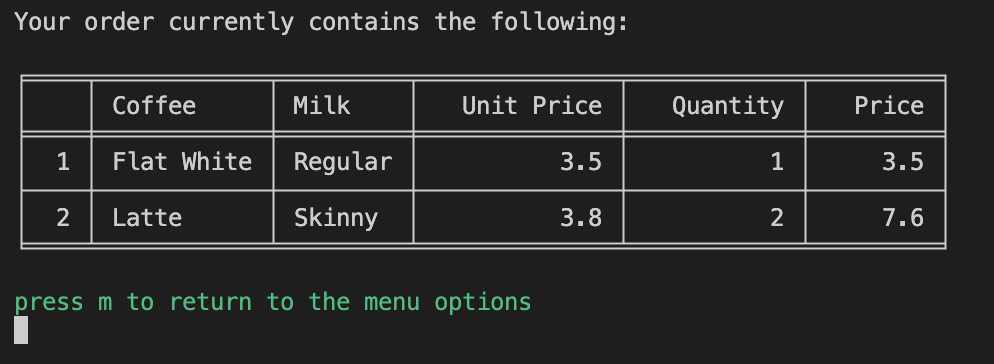 Your order currently contains the following:
Coffee Milk Unit Price Quantity Price
1 Flat White Regular 3.5 1 3.5
2 Latte Skinny 3.8 2 7.6
press m to return to the menu options